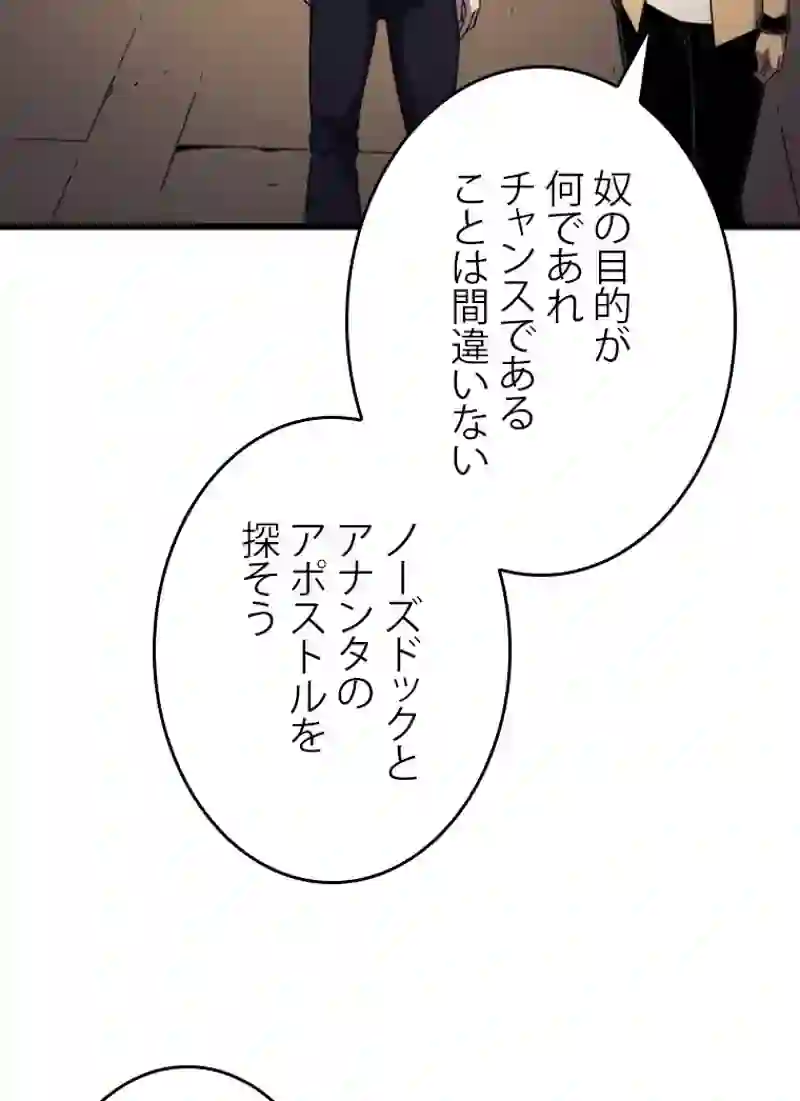 奴の目的が
何であれ
チャンスである
ことは間違いない
ノーズドックと
アナンタの
アポストルを
探そう